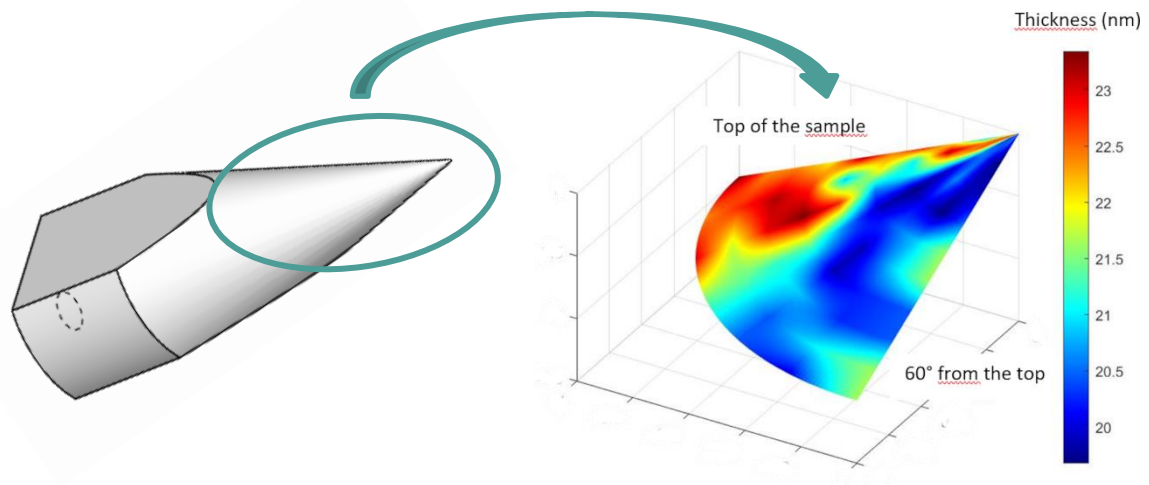 Thickness (nm)
Top of the sample
60° from the top
23
22.5
22
21.5
21
20.5
20